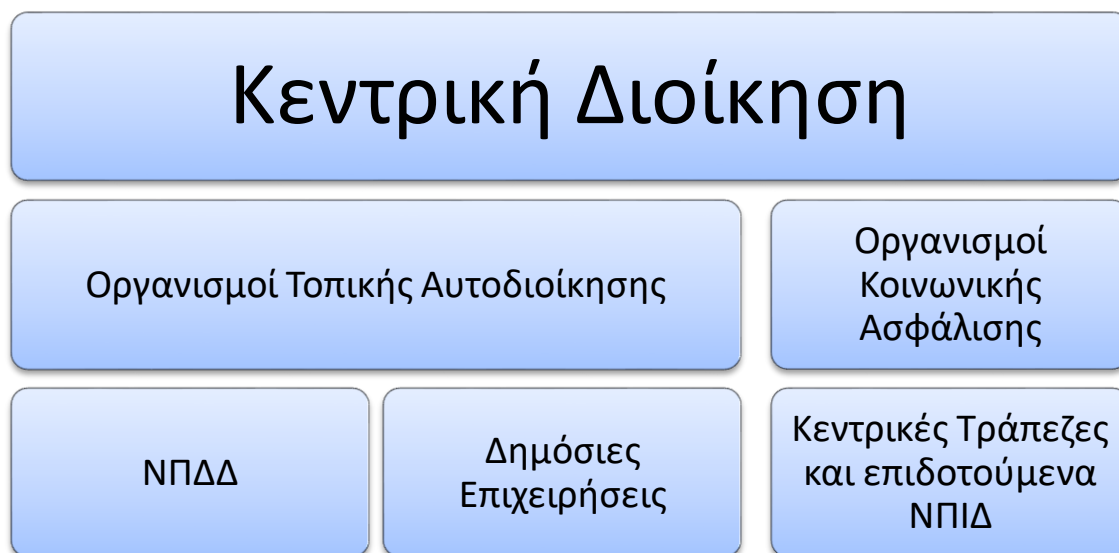 Κεντρική Διοίκηση
Οργανισμοί Τοπικής Αυτοδιοίκησης
Οργανισμοί
Κοινωνικής
Ασφάλισης
ΝΠΔΔ
Δημόσιες
Επιχειρήσεις
Κεντρικές Τράπεζες
και επιδοτούμενα
ΝΠΙΔ